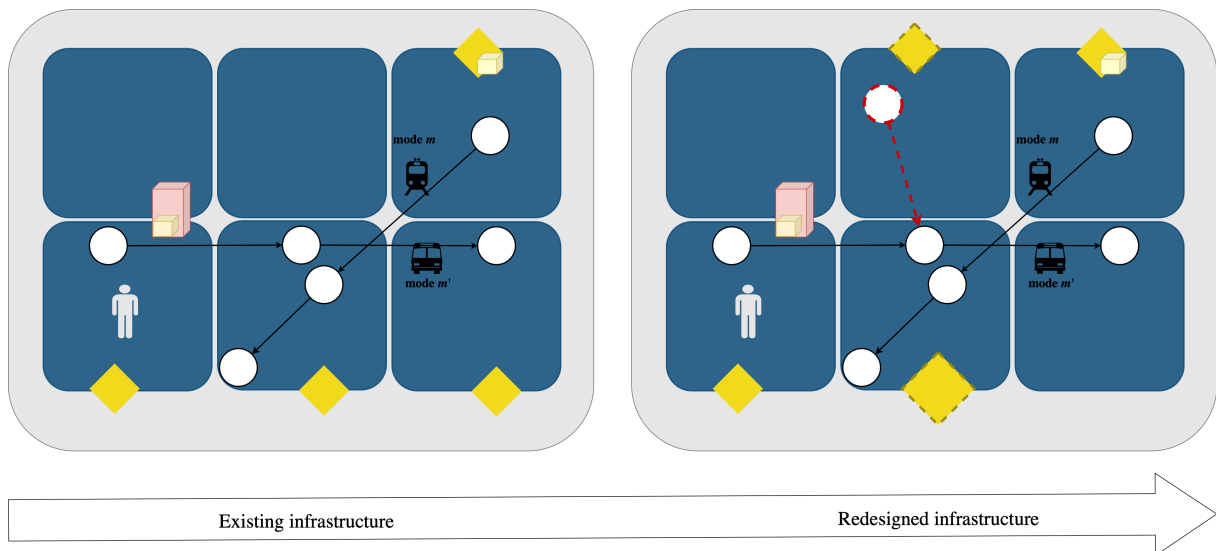 mode m
mode m'
mode m
mode m'
Existing infrastructure
Redesigned infrastructure